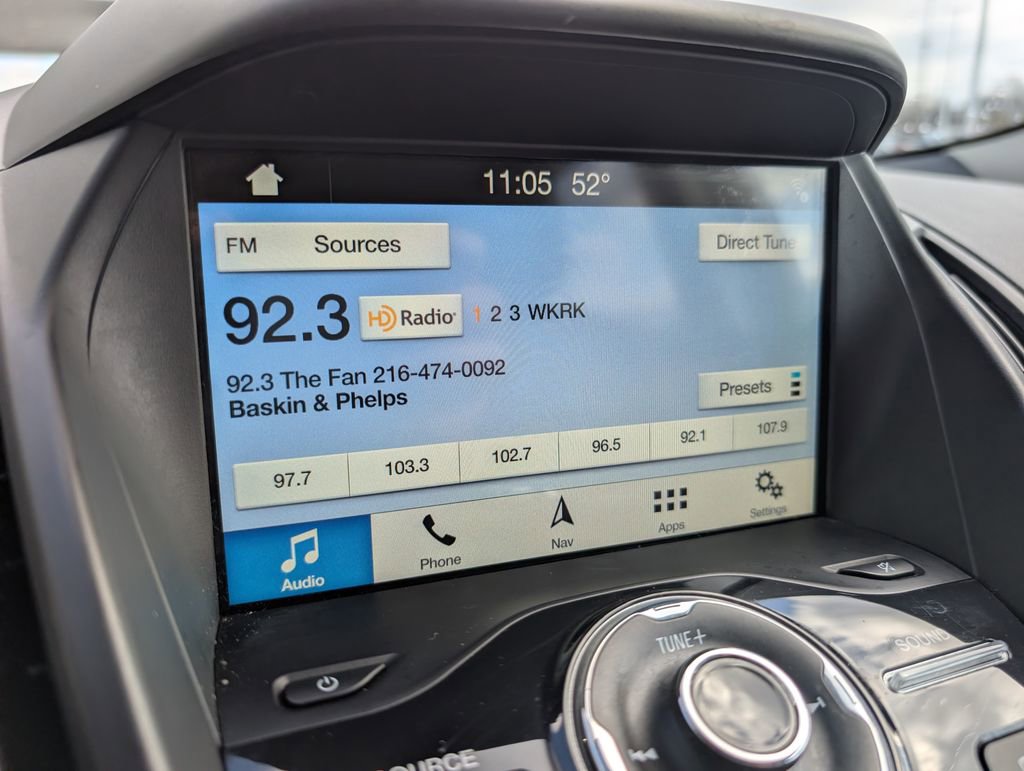 11:05 52°
FM Sources
Direct Tune
92.3 HD Radio 1 2 3 WKRK
92.3 The Fan 216-474-0092
Baskin & Phelps
Presets
97.7 103.3 102.7 96.5 92.1 107.9
Audio Phone Nav Apps Settings
TUNE+
SOUND